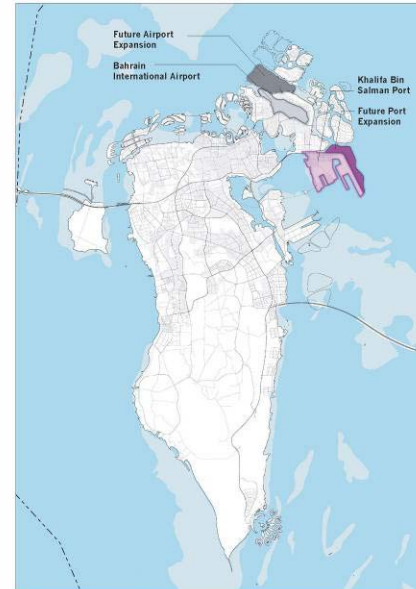 Future Airport
Expansion
Bahrain
International Airport
Khalifa Bin
Salman Port
Future Port
Expansion